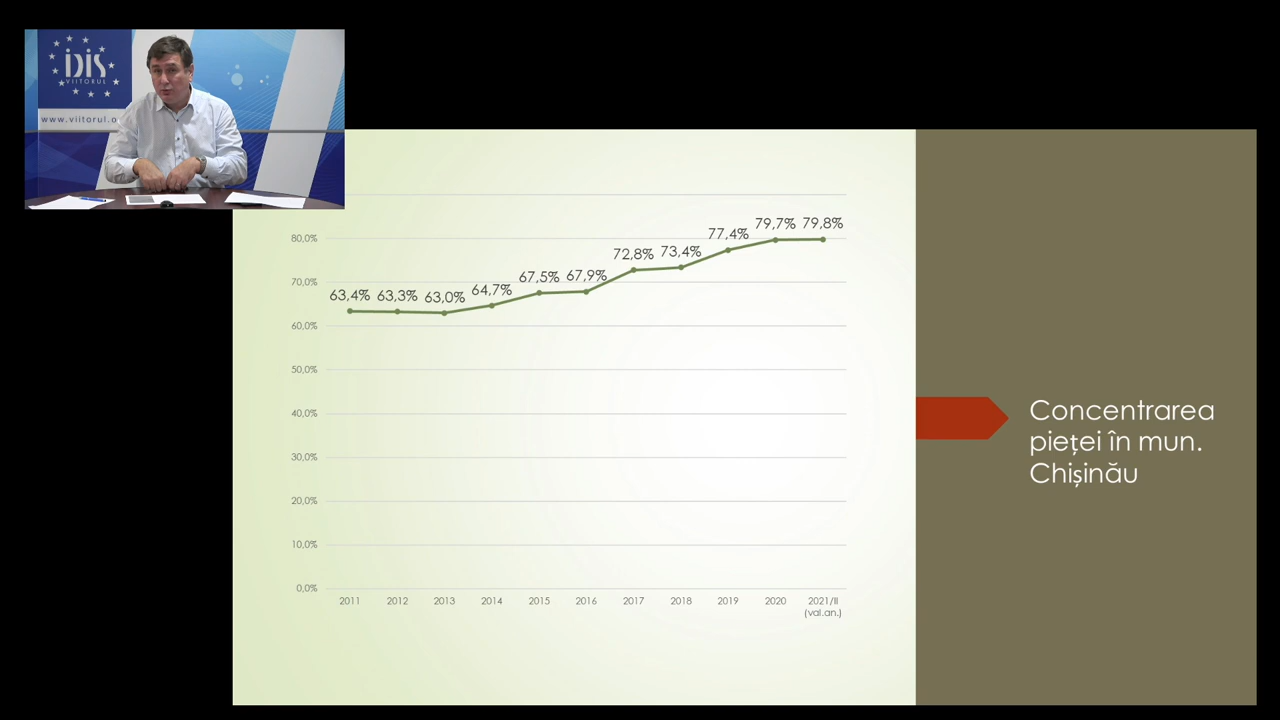 iDiS
VIITORUL
www.viitorul.o
80,0%
70,0%
60,0%
50,0%
40,0%
30,0%
20,0%
10,0%
0,0%
63,4% 63,3% 63,0% 64,7% 67,5% 67,9% 72,8% 73,4% 77,4% 79,7% 79,8%
2011 2012 2013 2014 2015 2016 2017 2018 2019 2020 2021/II
(val.an.)
Concentrarea
pieței în mun.
Chișinău